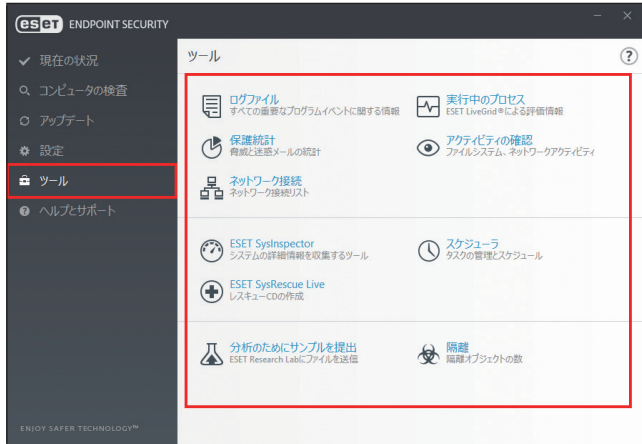 eset ENDPOINT SECURITY
現在の状況
コンピュータの検査
アップデート
設定
ツール
ヘルプとサポート
ENJOY SAFER TECHNOLOGY™
ツール
?
ログファイル
すべての重要なプログラムイベントに関する情報
実行中のプロセス
ESET LiveGrid®による評価情報
保護統計
脅威と迷惑メールの統計
アクティビティの確認
ファイルシステム、ネットワークアクティビティ
ネットワーク接続
ネットワーク接続リスト
ESET SysInspector
システムの詳細情報を収集するツール
スケジューラ
タスクの管理とスケジュール
ESET SysRescue Live
レスキューCDの作成
分析のためにサンプルを提出
ESET Research Labにファイルを送信
隔離
隔離オブジェクトの数